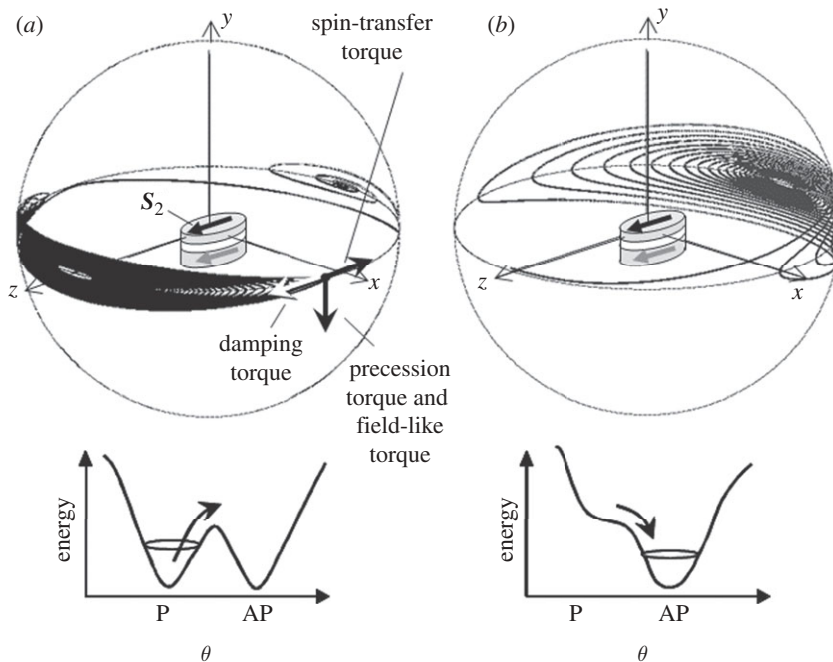 (a)
y
spin-transfer
torque
S₂
z
x
damping
torque
precession
torque and
field-like
torque
energy
P
AP
θ
(b)
y
z
x
energy
P
AP
θ